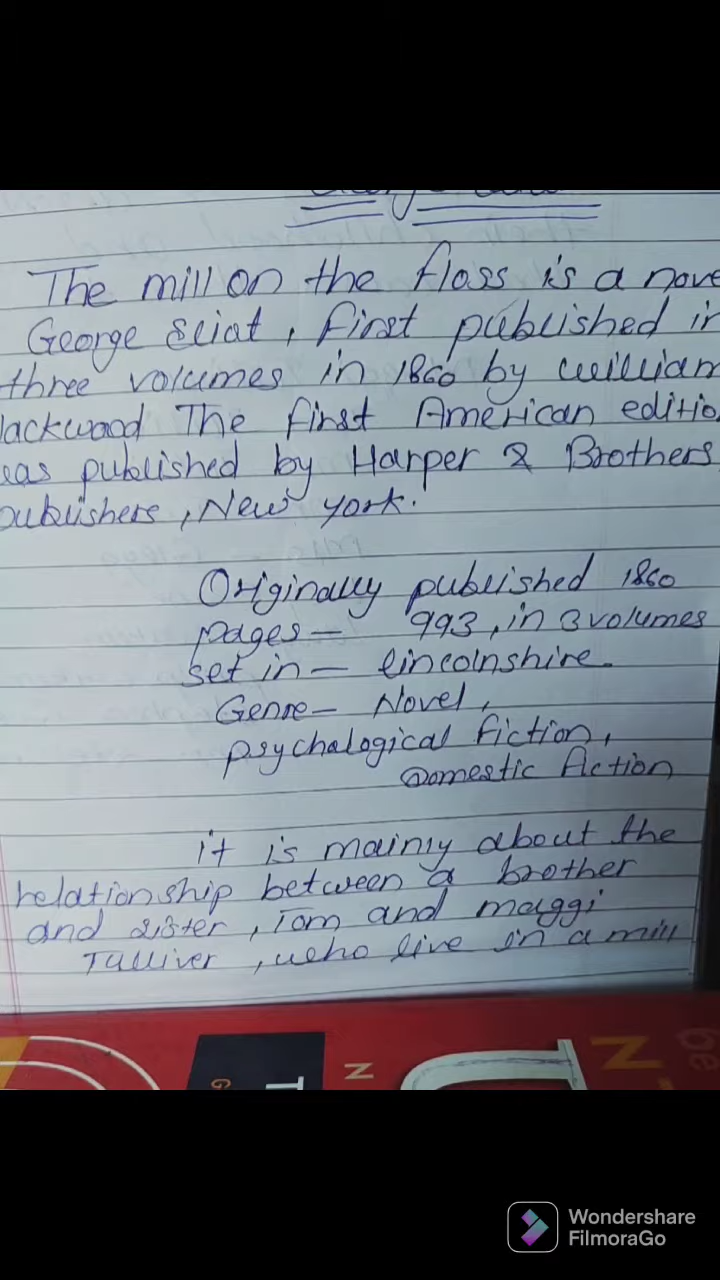 The mill on the floss is a nove
George Eliat, first published in
three volumes in 1860 by william
lackwood The first American editio
was published by Harper & Brothers
publishers, New york.
Originally published 1860
pages - 993, in 3 volumes
set in - lincolnshire.
Genre - Novel,
psychalogical fiction,
Domestic fiction
it is mainly about the
relationship between a brother
and sister, Tom and maggi
Tulliver, who live in a mill
N
T
G
N
be
Wondershare
FilmoraGo